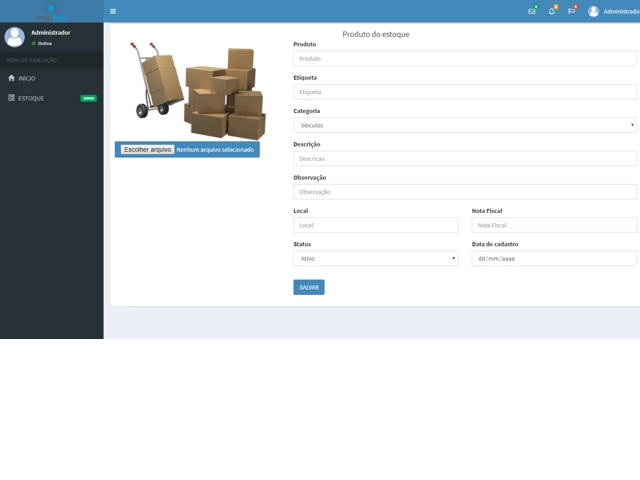 Administrador
Administrador
Online
MENU DE NAVEGAÇÃO
INÍCIO
ESTOQUE
novo
Produto do estoque
Escolher arquivo Nenhum arquivo selecionado
Produto
Produto
Etiqueta
Etiqueta
Categoria
Veículos
Descrição
Descricao
Observação
Observação
Local
Nota Fiscal
Local
Nota Fiscal
Status
Data de cadastro
Ativo
dd/mm/aaaa
SALVAR